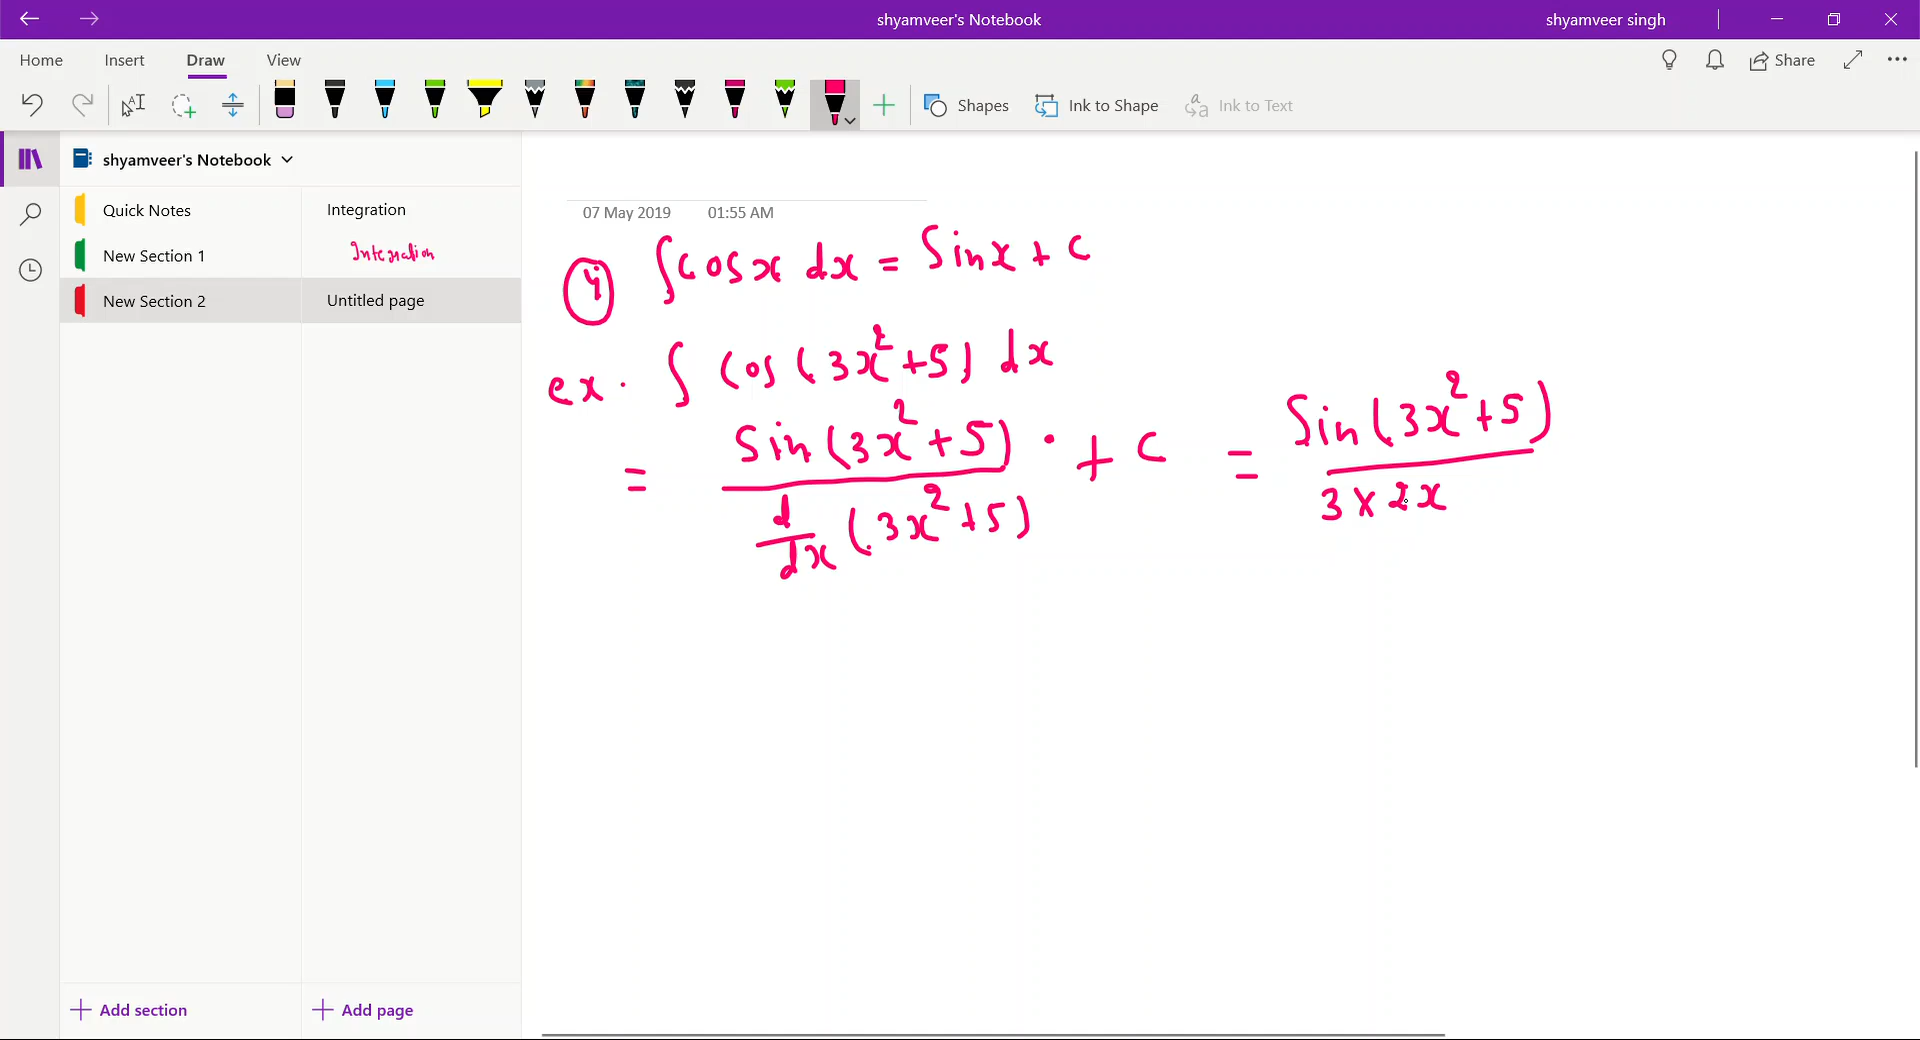 shyamveer's Notebook
shyamveer singh
Home Insert Draw View
Share
Shapes Ink to Shape Ink to Text
shyamveer's Notebook
Quick Notes
New Section 1
New Section 2
Integration
Integration
Untitled page
07 May 2019 01:55 AM
4 ∫cosx dx = Sinx + c
ex. ∫ Cos (3x²+5) dx
= Sin(3x²+5) / d/dx (3x²+5) + c = Sin(3x²+5) / 3×2x
Add section
Add page